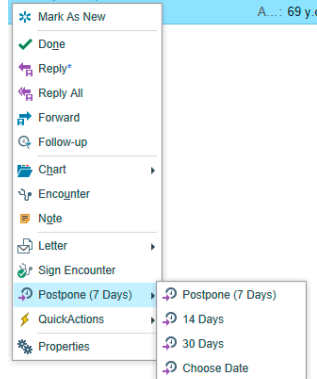 Mark As New
A...: 69 y.
Done
Reply*
Reply All
Forward
Follow-up
Chart
Encounter
Note
Letter
Sign Encounter
Postpone (7 Days)
QuickActions
Properties
Postpone (7 Days)
14 Days
30 Days
Choose Date